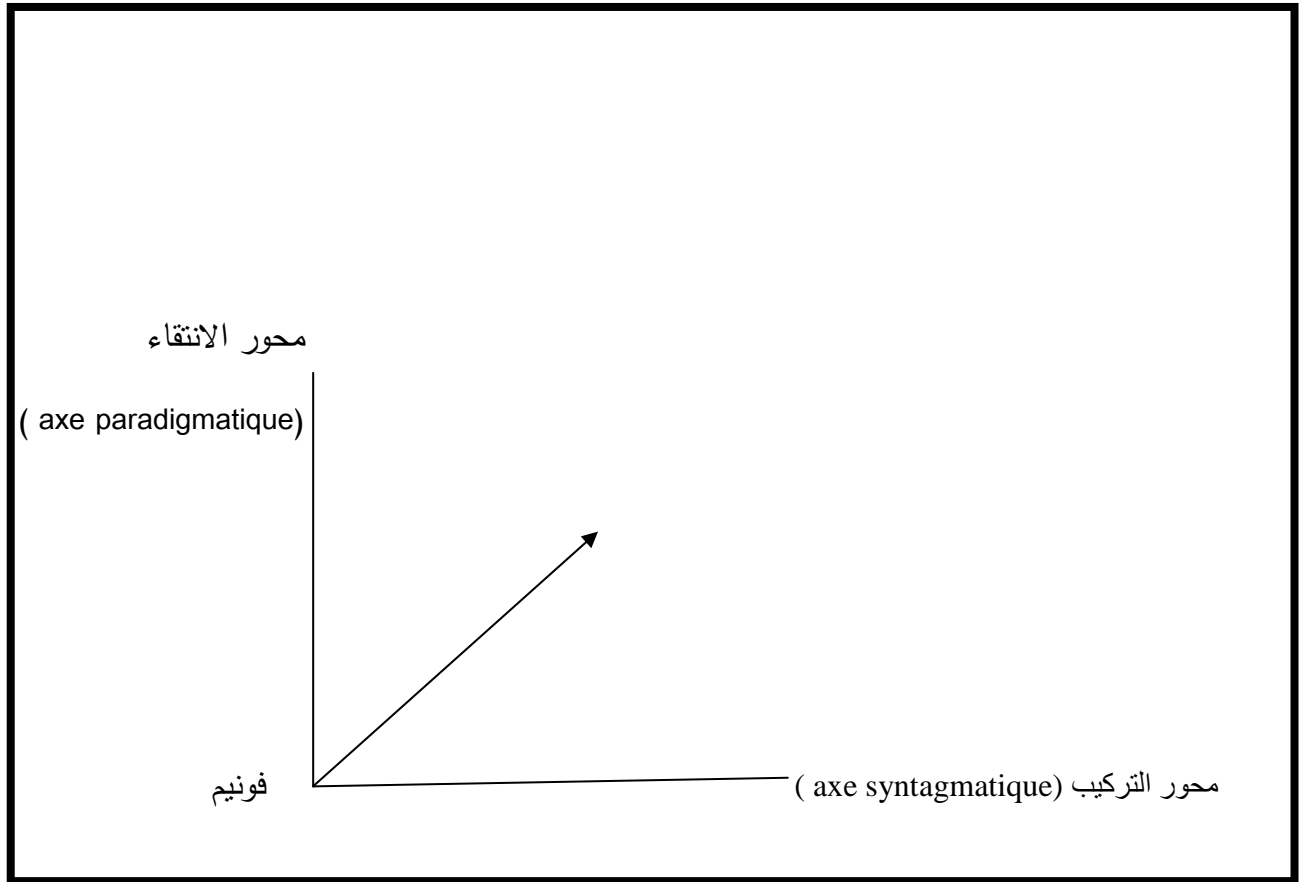 محور الانتقاء
( axe paradigmatique)
فونيم
محور التركيب (axe syntagmatique )